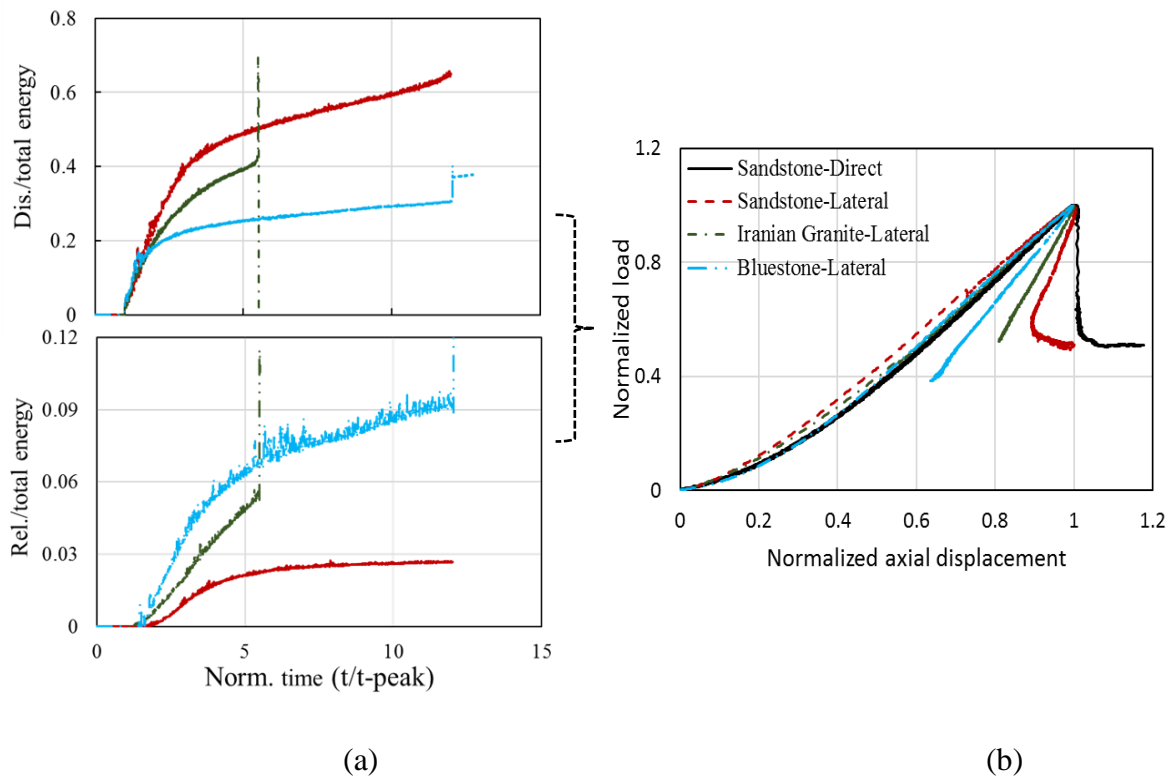 0.8
0.6
0.4
0.2
0
Dis./total energy
0.12
0.09
0.06
0.03
0
Rel./total energy
5
10
15
0
5
10
15
Norm. time (t/t-peak)
(a)
1.2
0.8
0.4
0
Normalized load
Sandstone-Direct
Sandstone-Lateral
Iranian Granite-Lateral
Bluestone-Lateral
0 0.2 0.4 0.6 0.8 1 1.2
Normalized axial displacement
(b)